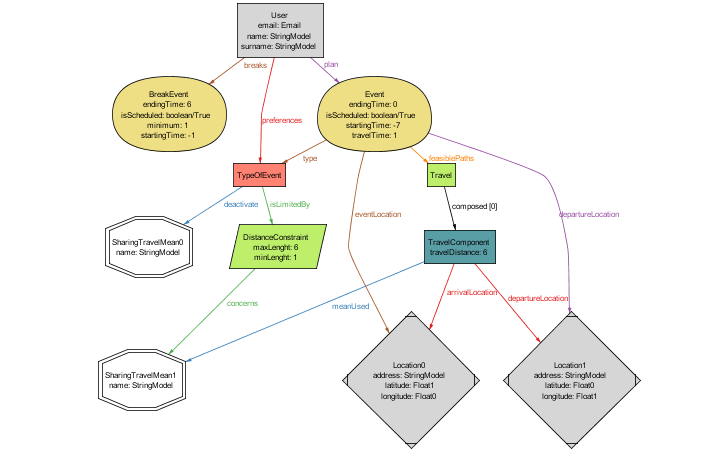 User
email: Email
name: StringModel
surname: StringModel
breaks
plan
BreakEvent
endingTime: 6
isScheduled: boolean/True
minimum: 1
startingTime: -1
Event
endingTime: 0
isScheduled: boolean/True
startingTime: -7
travelTime: 1
preferences
type
feasiblePaths
TypeOfEvent
Travel
deactivate
isLimitedBy
composed [0]
eventLocation
departureLocation
SharingTravelMean0
name: StringModel
DistanceConstraint
maxLenght: 6
minLenght: 1
TravelComponent
travelDistance: 6
concerns
meanUsed
arrivalLocation
departureLocation
SharingTravelMean1
name: StringModel
Location0
address: StringModel
latitude: Float1
longitude: Float0
Location1
address: StringModel
latitude: Float0
longitude: Float1